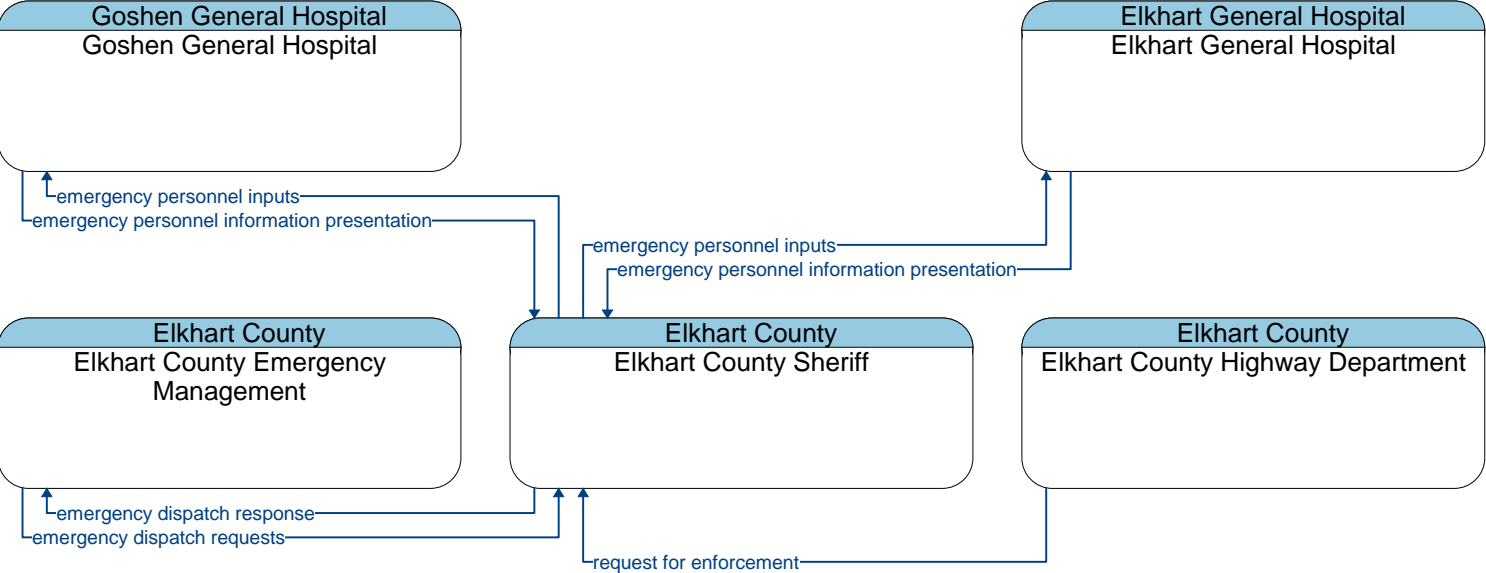 Goshen General Hospital
Goshen General Hospital
Elkhart General Hospital
Elkhart General Hospital
emergency personnel inputs
emergency personnel information presentation
emergency personnel inputs
emergency personnel information presentation
Elkhart County
Elkhart County Emergency
Management
Elkhart County
Elkhart County Sheriff
Elkhart County
Elkhart County Highway Department
emergency dispatch response
emergency dispatch requests
request for enforcement